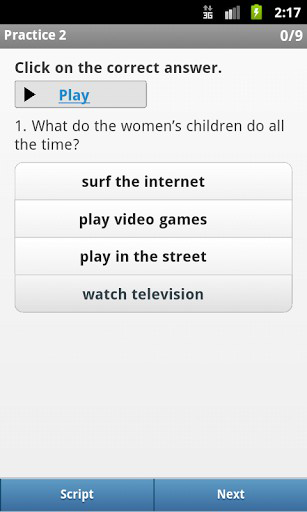 3G 2:17
Practice 2 0/9
Click on the correct answer.
Play
1. What do the women's children do all
the time?
surf the internet
play video games
play in the street
watch television
Script Next